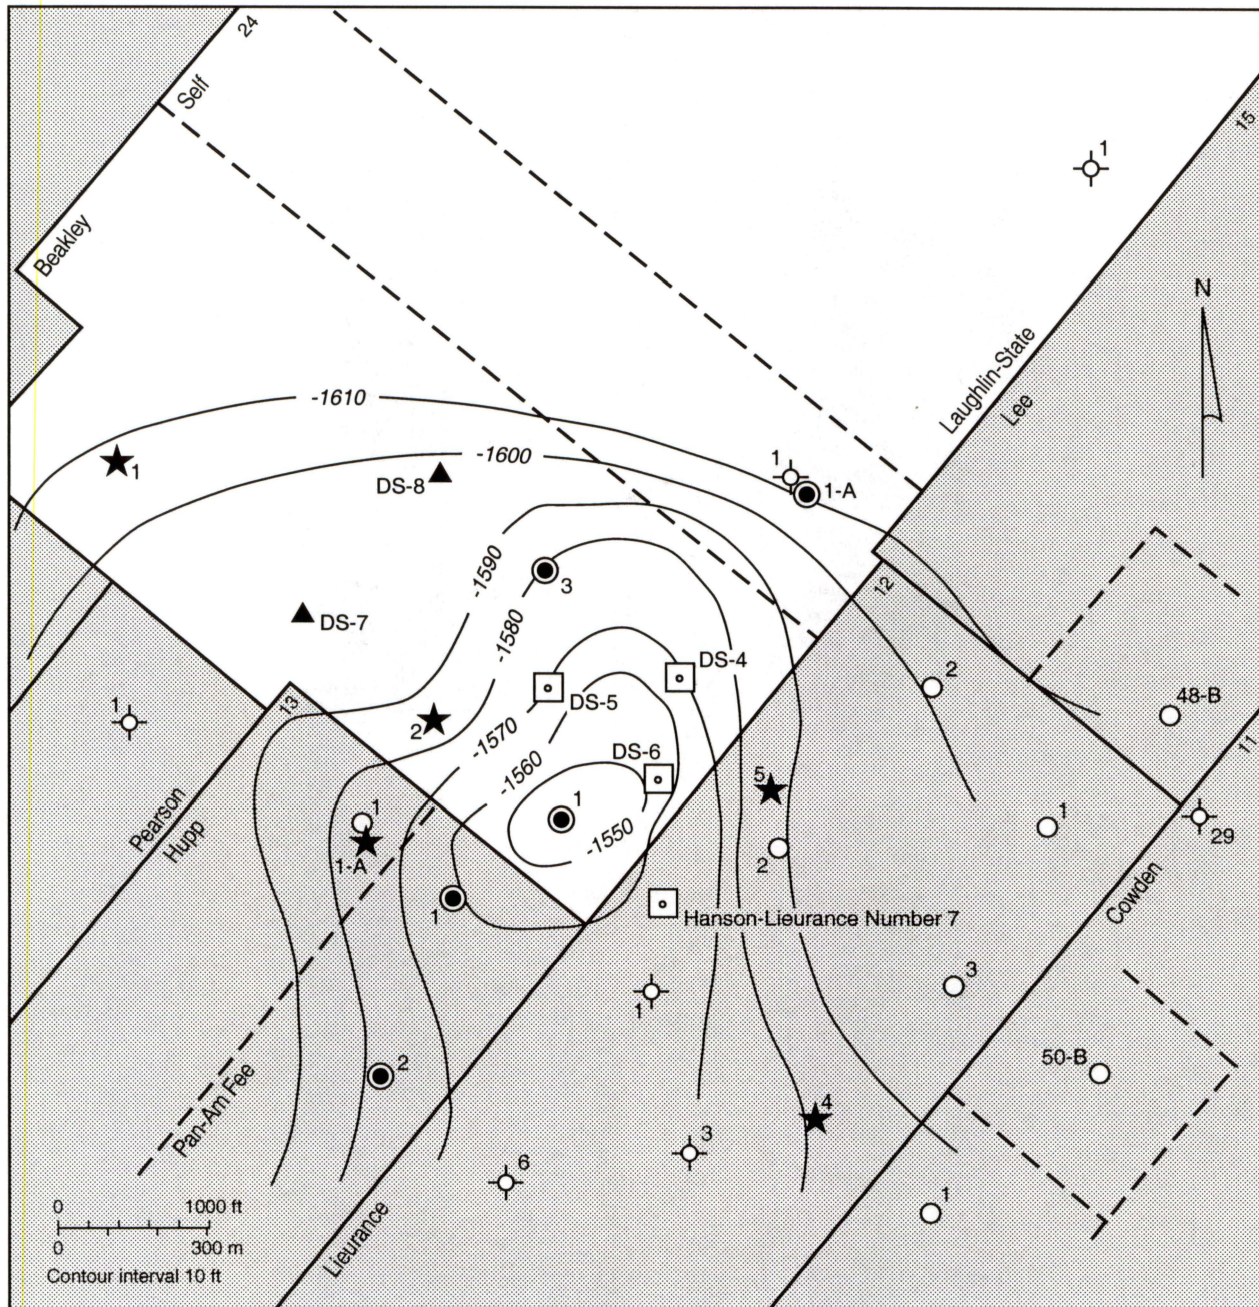 24
Self
15
1
Beakley
N
Laughlin-State
Lee
-1610
-1600
1
1
DS-8
1-A
-1590
12
3
-1580
DS-7
DS-4
2
48-B
13
1
DS-5
2
-1570
DS-6
11
-1560
5
1
1
1
29
Pearson
Hupp
-1550
2
1-A
Cowden
1
Hanson-Lieurance Number 7
3
1
50-B
2
Pan-Am Fee
4
3
6
1
0 1000 ft
0 300 m
Lieurance
Contour interval 10 ft